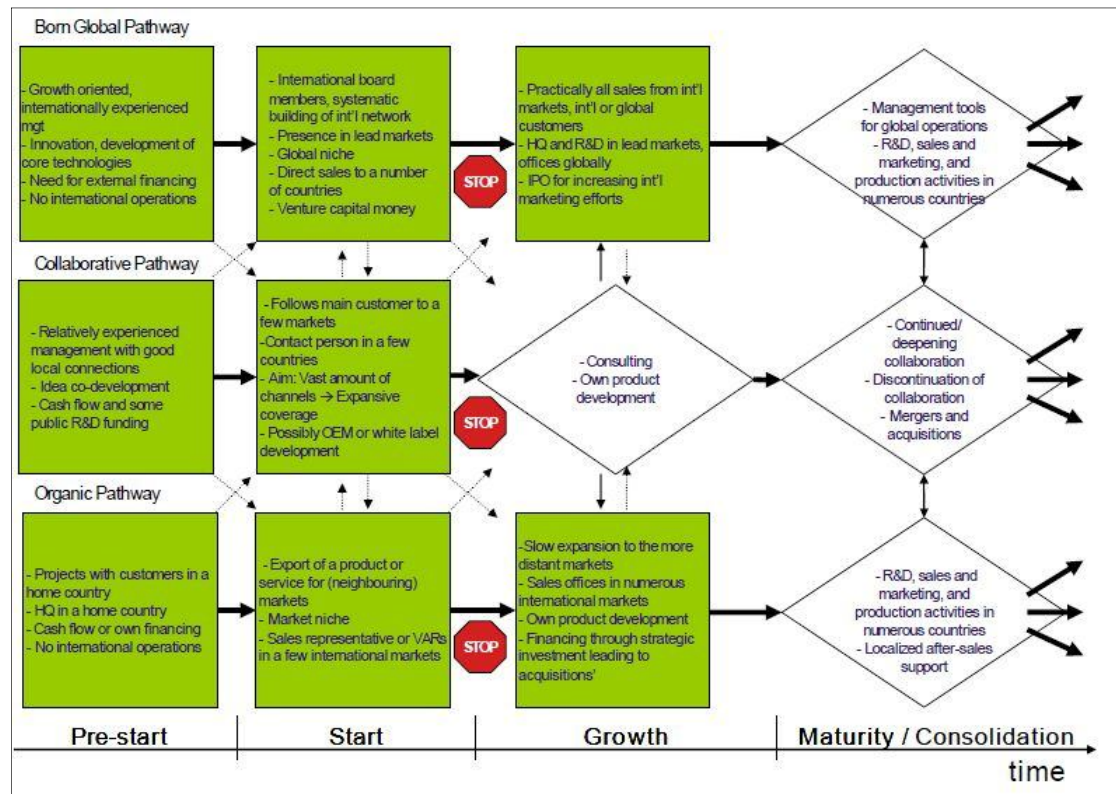 Born Global Pathway
- Growth oriented,
internationally experienced
mgt
- Innovation, development of
core technologies
- Need for external financing
- No international operations
- International board
members, systematic
building of int'l network
- Presence in lead markets
- Global niche
- Direct sales to a number
of countries
- Venture capital money
STOP
- Practically all sales from int'l
markets, int'l or global
customers
- HQ and R&D in lead markets,
offices globally
- IPO for increasing int'l
marketing efforts
- Management tools
for global operations
- R&D, sales and
marketing, and
production activities in
numerous countries
Collaborative Pathway
- Relatively experienced
management with good
local connections
- Idea co-development
- Cash flow and some
public R&D funding
- Follows main customer to a
few markets
-Contact person in a few
countries
- Aim: Vast amount of
channels → Expansive
coverage
- Possibly OEM or white label
development
STOP
- Consulting
- Own product
development
- Continued/
deepening
collaboration
- Discontinuation of
collaboration
- Mergers and
acquisitions
Organic Pathway
- Projects with customers in a
home country
- HQ in a home country
- Cash flow or own financing
- No international operations
- Export of a product or
service for (neighbouring)
markets
- Market niche
- Sales representative or VARs
in a few international markets
STOP
-Slow expansion to the more
distant markets
- Sales offices in numerous
international markets
- Own product development
- Financing through strategic
investment leading to
acquisitions'
- R&D, sales and
marketing, and
production activities in
numerous countries
- Localized after-sales
support
Pre-start
Start
Growth
Maturity / Consolidation
time